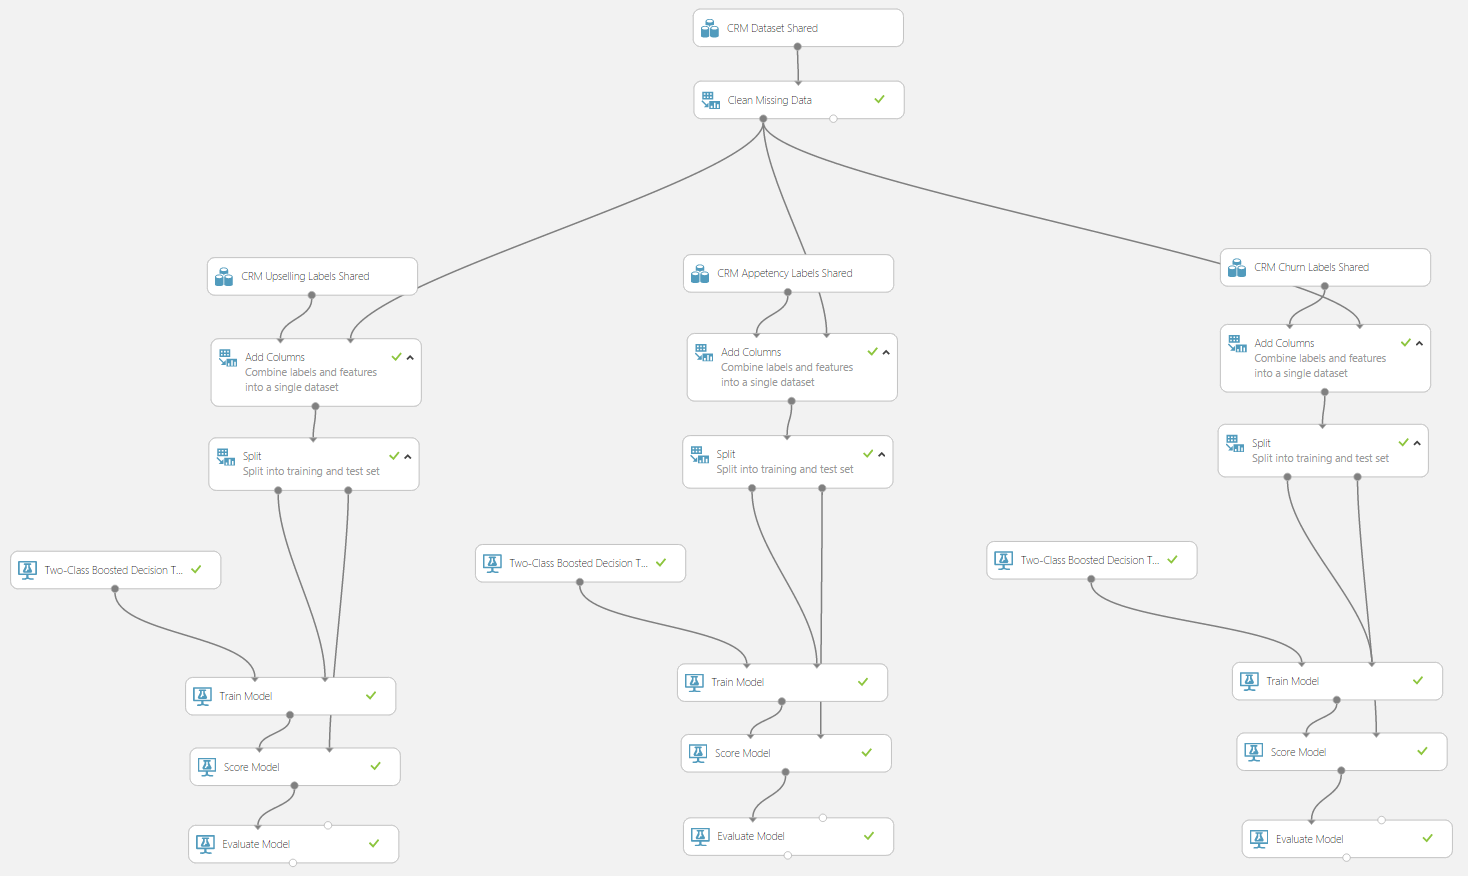 CRM Dataset Shared
Clean Missing Data
CRM Upselling Labels Shared
CRM Appetency Labels Shared
CRM Churn Labels Shared
Add Columns
Combine labels and features
into a single dataset
Add Columns
Combine labels and features
into a single dataset
Add Columns
Combine labels and features
into a single dataset
Split
Split into training and test set
Split
Split into training and test set
Split
Split into training and test set
Two-Class Boosted Decision T...
Two-Class Boosted Decision T...
Two-Class Boosted Decision T...
Train Model
Train Model
Train Model
Score Model
Score Model
Score Model
Evaluate Model
Evaluate Model
Evaluate Model